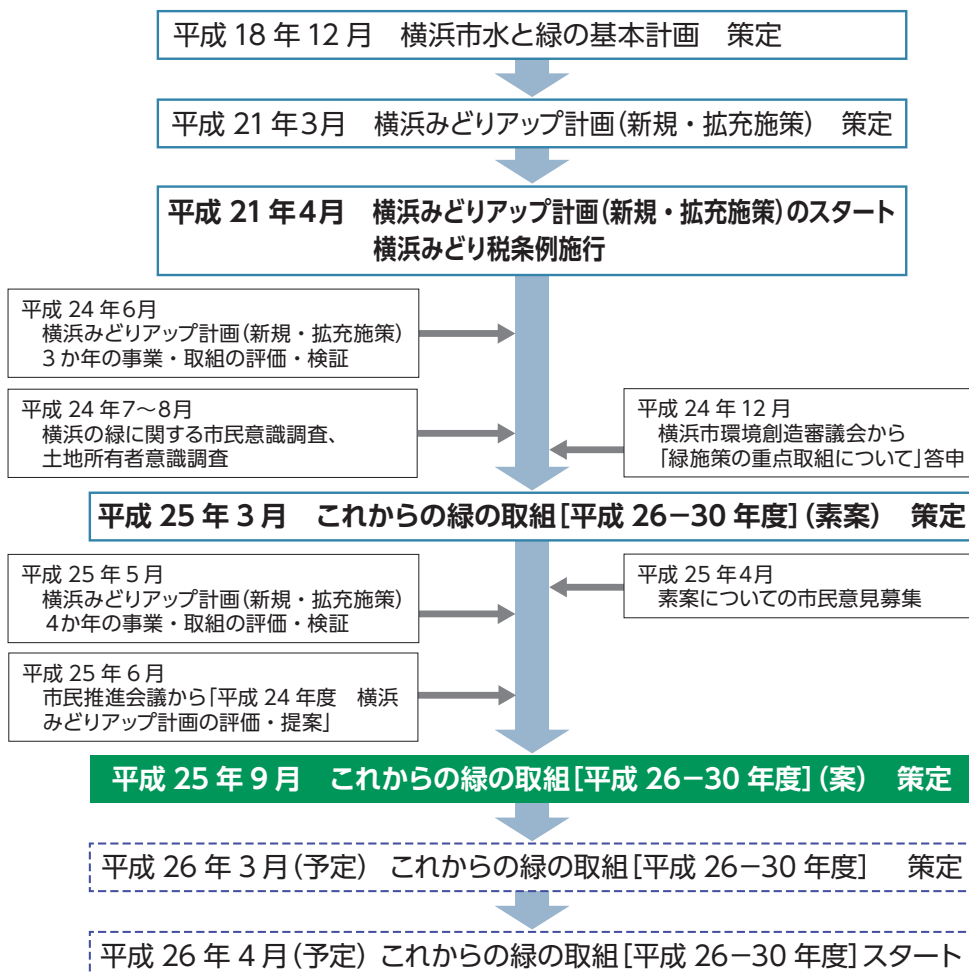 平成 18 年 12 月　横浜市水と緑の基本計画　策定
平成 21 年3月　横浜みどりアップ計画(新規・拡充施策)　策定
平成 21 年4月　横浜みどりアップ計画(新規・拡充施策)のスタート
横浜みどり税条例施行
平成 24 年6月
横浜みどりアップ計画(新規・拡充施策)
3 か年の事業・取組の評価・検証
平成 24 年7～8月
横浜の緑に関する市民意識調査、
土地所有者意識調査
平成 24 年 12 月
横浜市環境創造審議会から
「緑施策の重点取組について」答申
平成 25 年 3 月　これからの緑の取組[平成 26−30 年度](素案)　策定
平成 25 年 5 月
横浜みどりアップ計画(新規・拡充施策)
4か年の事業・取組の評価・検証
平成 25 年4月
素案についての市民意見募集
平成 25 年 6 月
市民推進会議から「平成 24 年度　横浜
みどりアップ計画の評価・提案」
平成 25 年 9 月　これからの緑の取組[平成 26−30 年度](案)　策定
平成 26 年 3 月(予定)　これからの緑の取組[平成 26−30 年度]　策定
平成 26 年 4 月(予定) これからの緑の取組[平成 26−30 年度]スタート